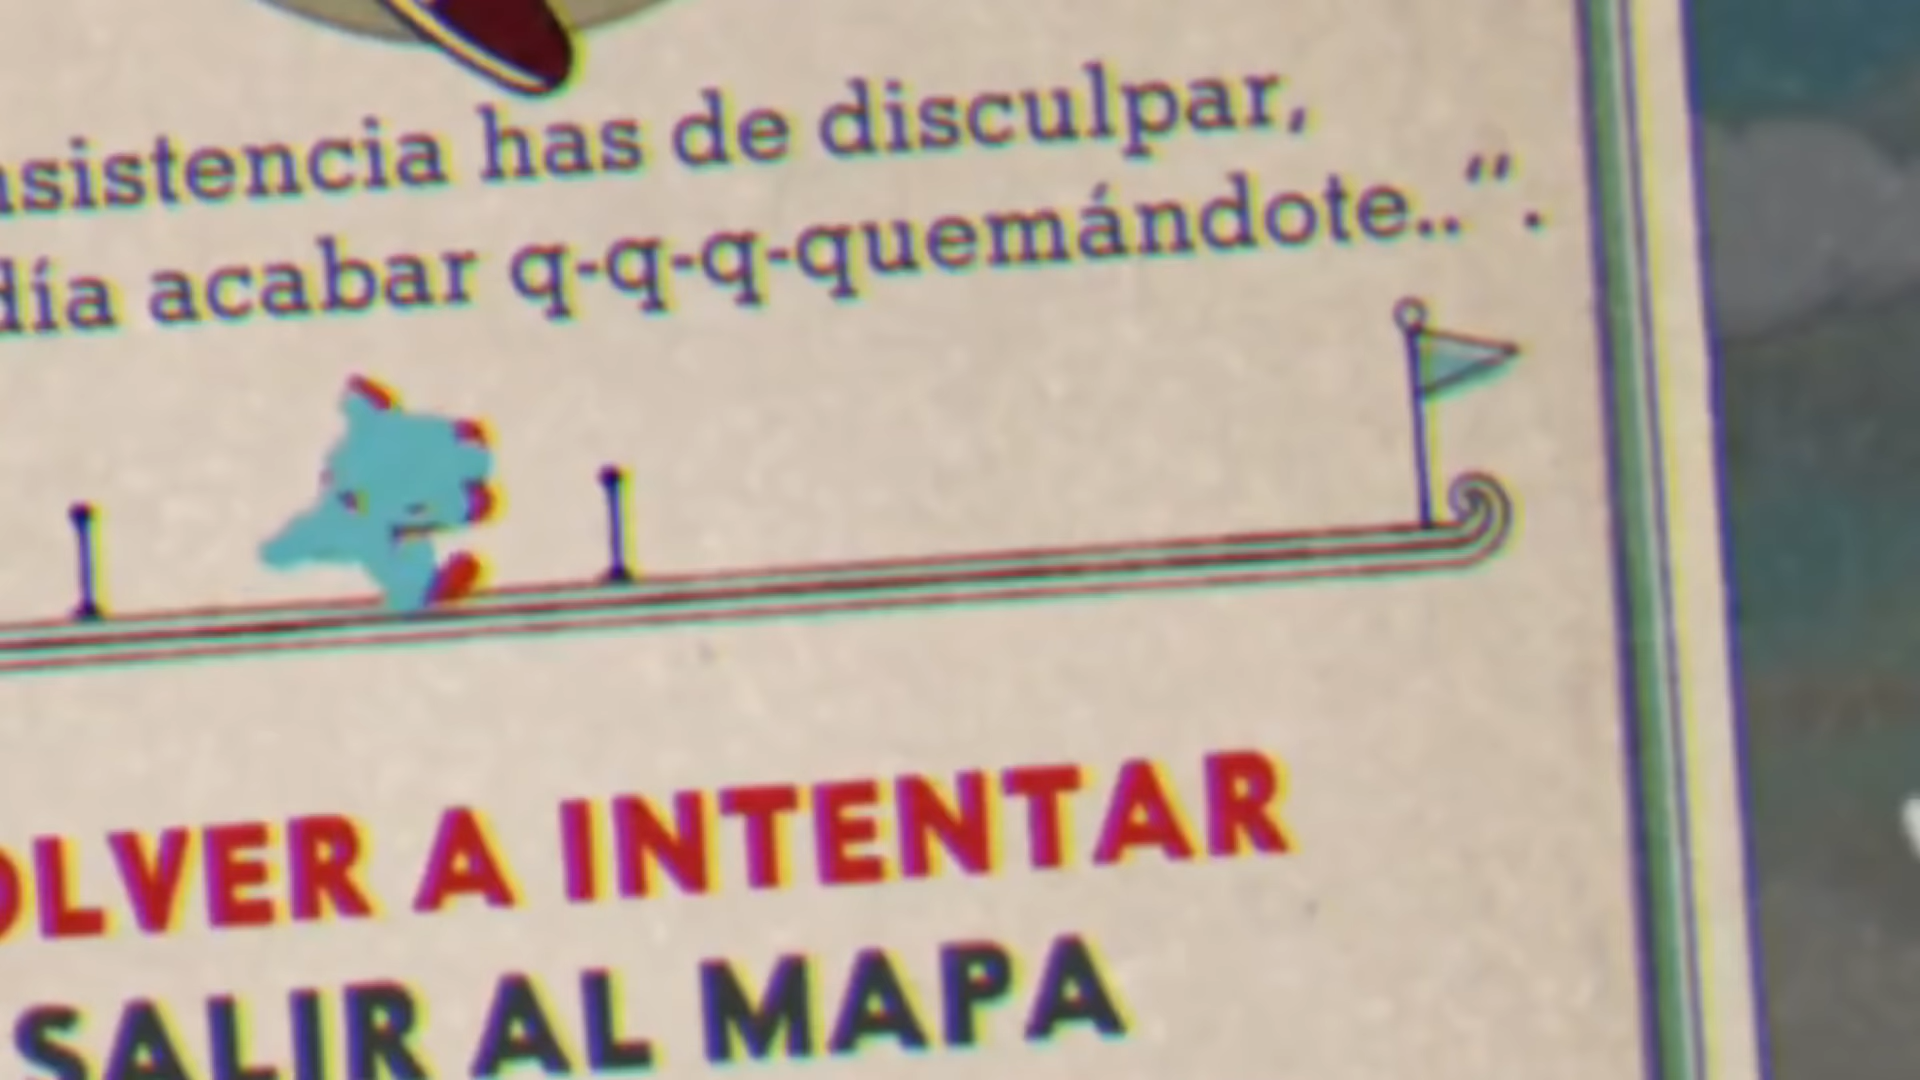 sistencia has de disculpar,
día acabar q-q-q-quemándote..“.
OLVER A INTENTAR
SALIR AL MAPA